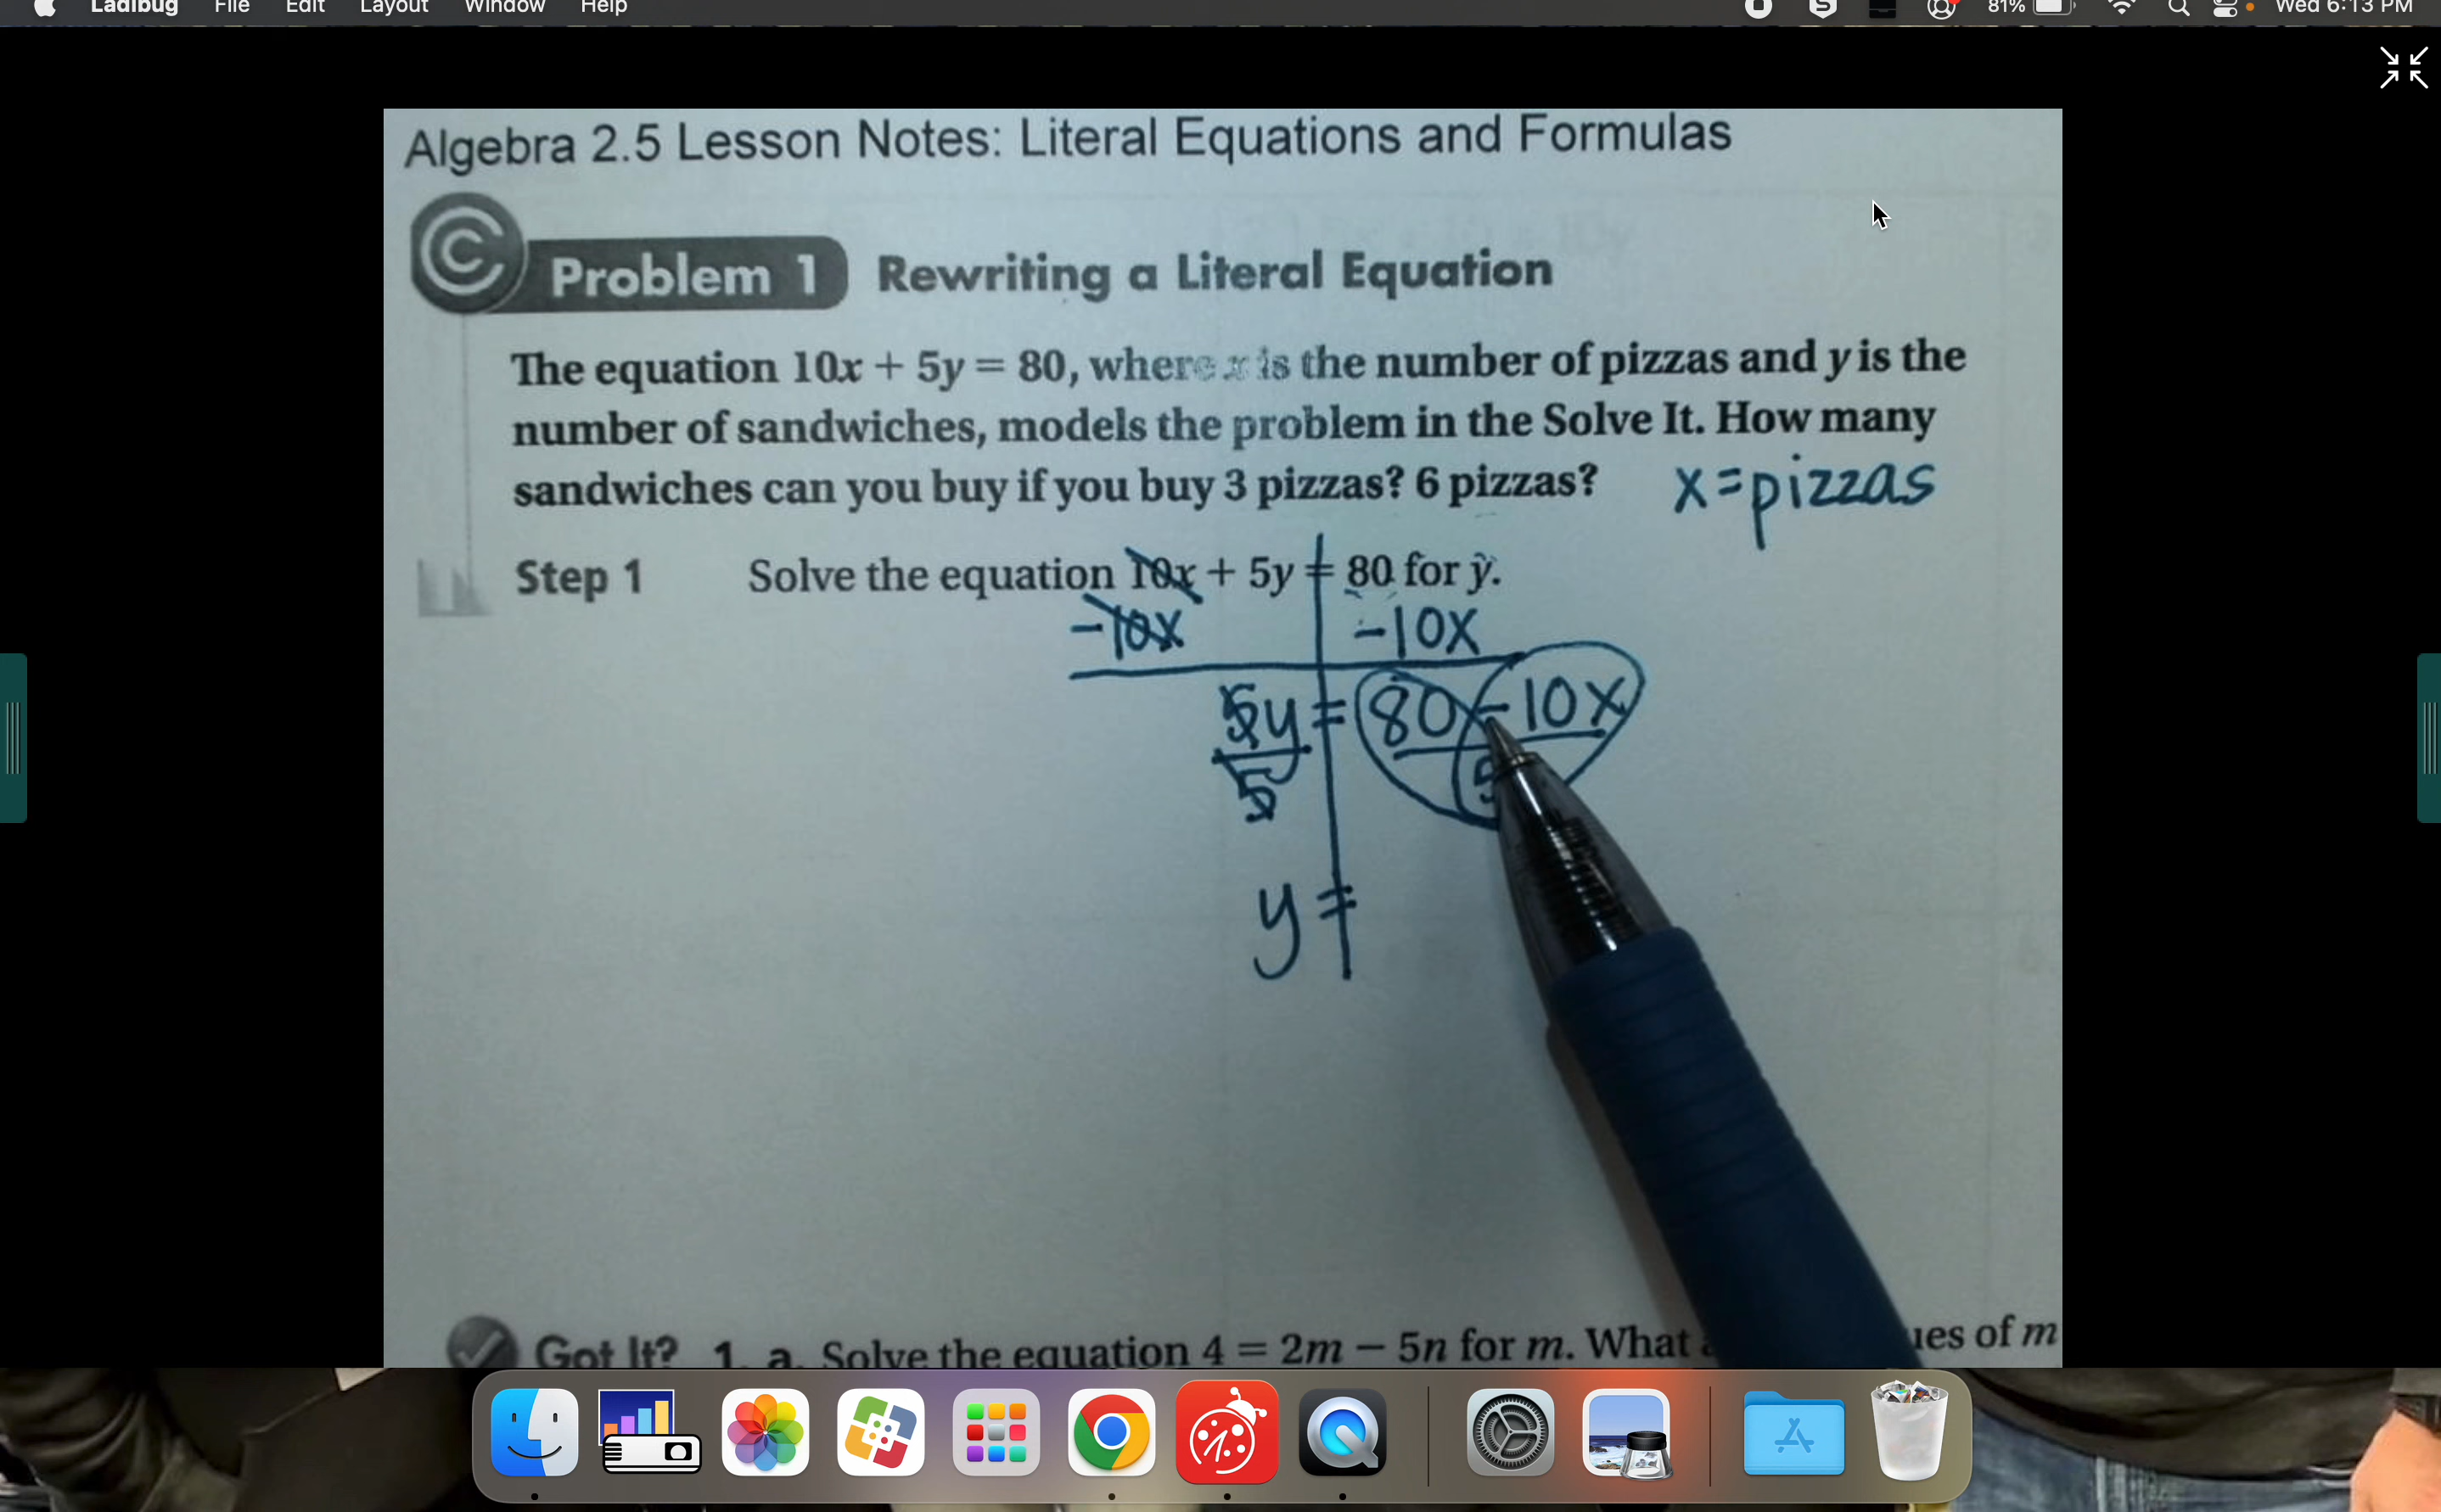 Ladibug File Edit Layout Window Help 81% Wed 6:13 PM
Algebra 2.5 Lesson Notes: Literal Equations and Formulas
Problem 1 Rewriting a Literal Equation
The equation 10x + 5y = 80, where x is the number of pizzas and y is the
number of sandwiches, models the problem in the Solve It. How many
sandwiches can you buy if you buy 3 pizzas? 6 pizzas? x=pizzas
Step 1 Solve the equation 10x + 5y = 80 for y.
-10x -10x
5y = 80 -10x
5 5
y =
Got It? 1. a. Solve the equation 4 = 2m − 5n for m. What of m